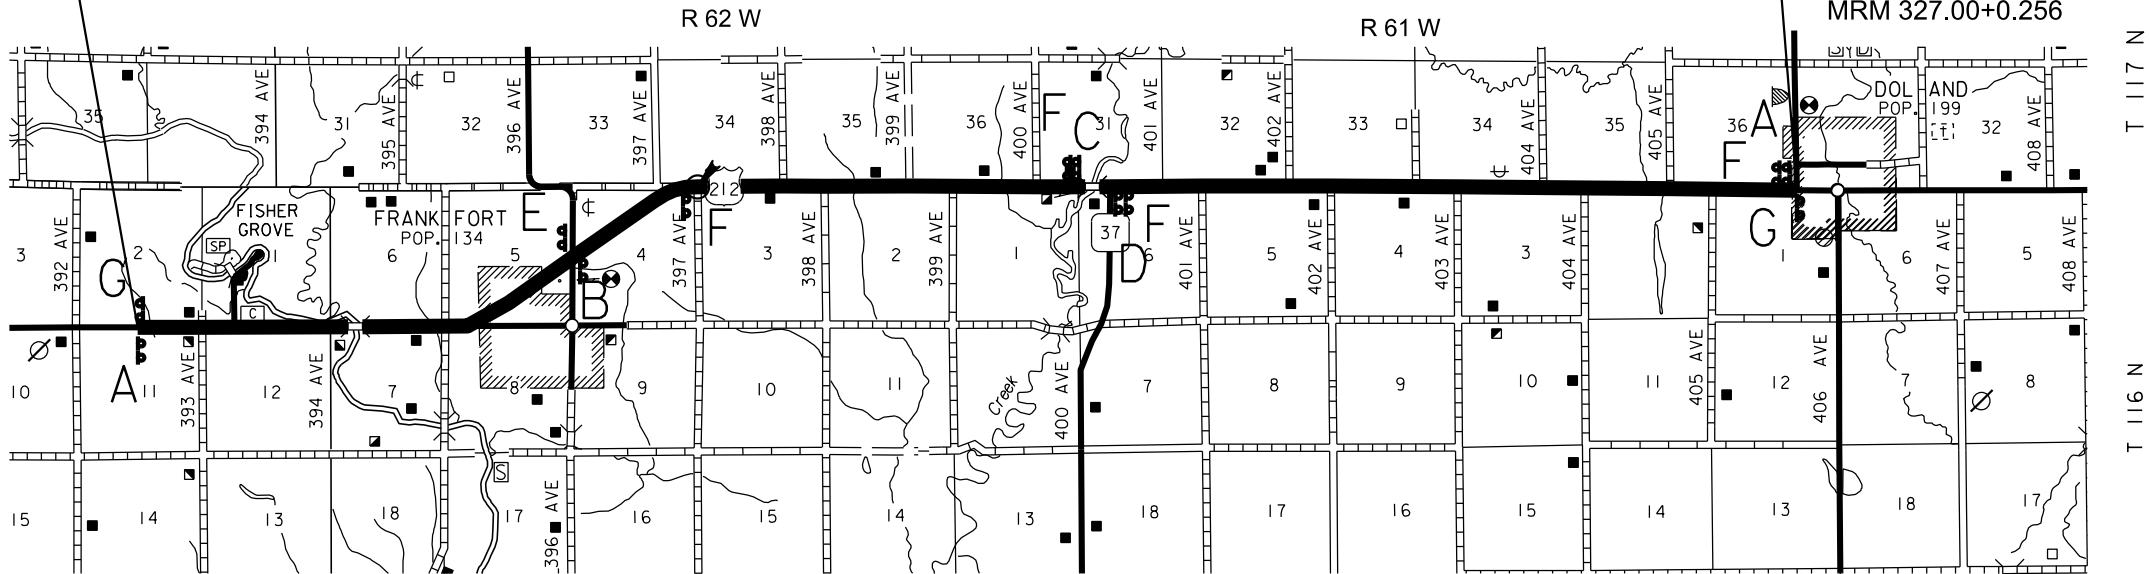 R 62 W
R 61 W
MRM 327.00+0.256
T 117 N
T 116 N
35
394 AVE
31
395 AVE
32
396 AVE
33
397 AVE
34
398 AVE
35
399 AVE
36
400 AVE
F
C
31
401 AVE
32
402 AVE
33
34
404 AVE
35
405 AVE
36
A
F
DOL AND
POP. 199
32
408 AVE
3
392 AVE
2
G
FISHER
GROVE
SP
1
C
6
FRANK FORT
POP. 134
5
E
B
4
397 AVE
212
F
3
398 AVE
2
399 AVE
1
37
F
D
6
401 AVE
5
402 AVE
4
403 AVE
3
404 AVE
G
1
6
407 AVE
5
408 AVE
10
A
11
393 AVE
12
394 AVE
7
8
9
10
11
Creek
400 AVE
7
8
9
10
11
405 AVE
12
406 AVE
7
8
15
14
13
18
S
17
396 AVE
16
15
14
13
18
17
16
15
14
13
18
17